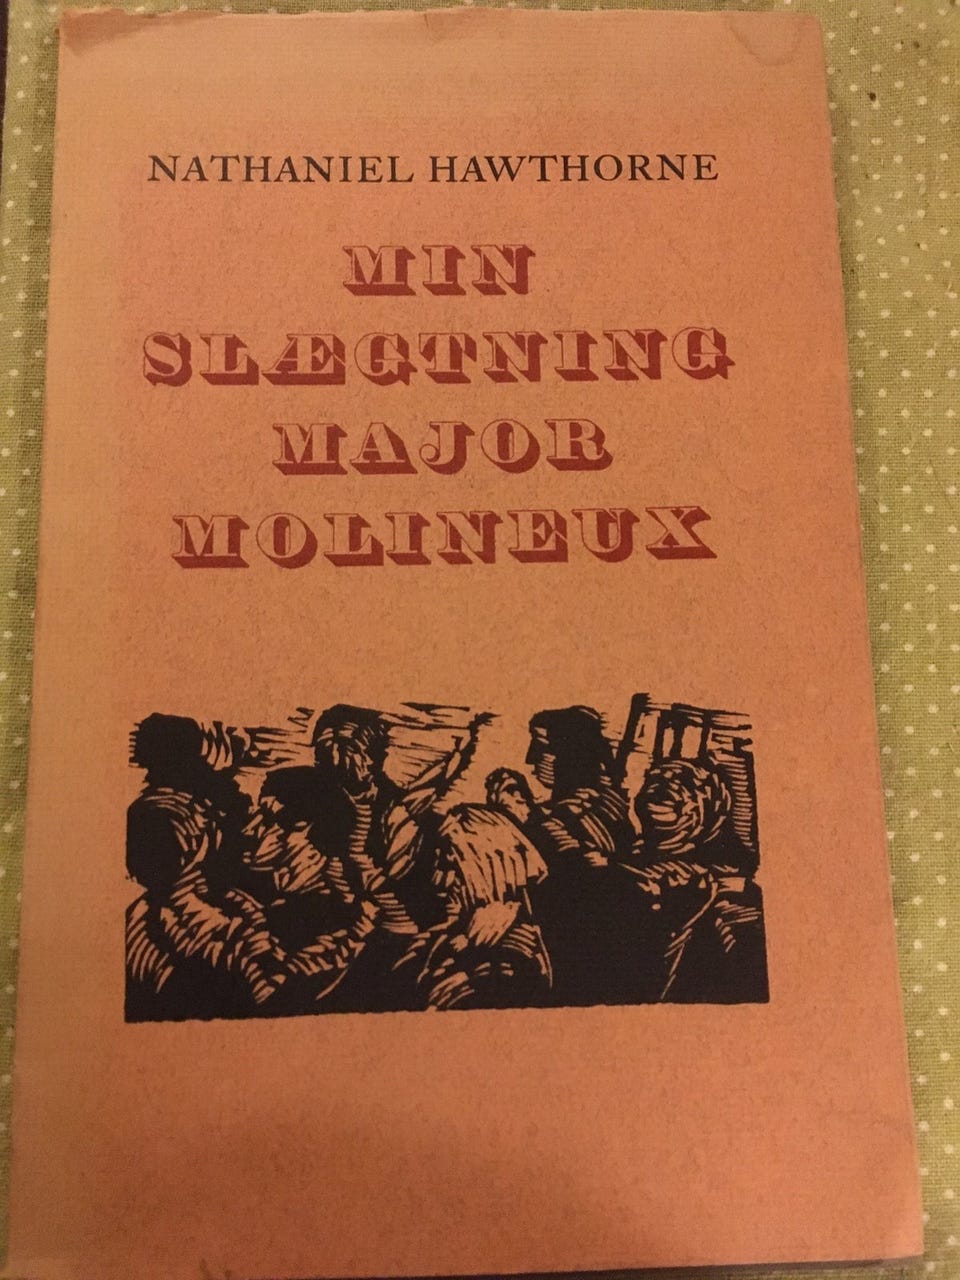 NATHANIEL HAWTHORNE
MIN
SLÆGTNING
MAJOR
MOLINEUX